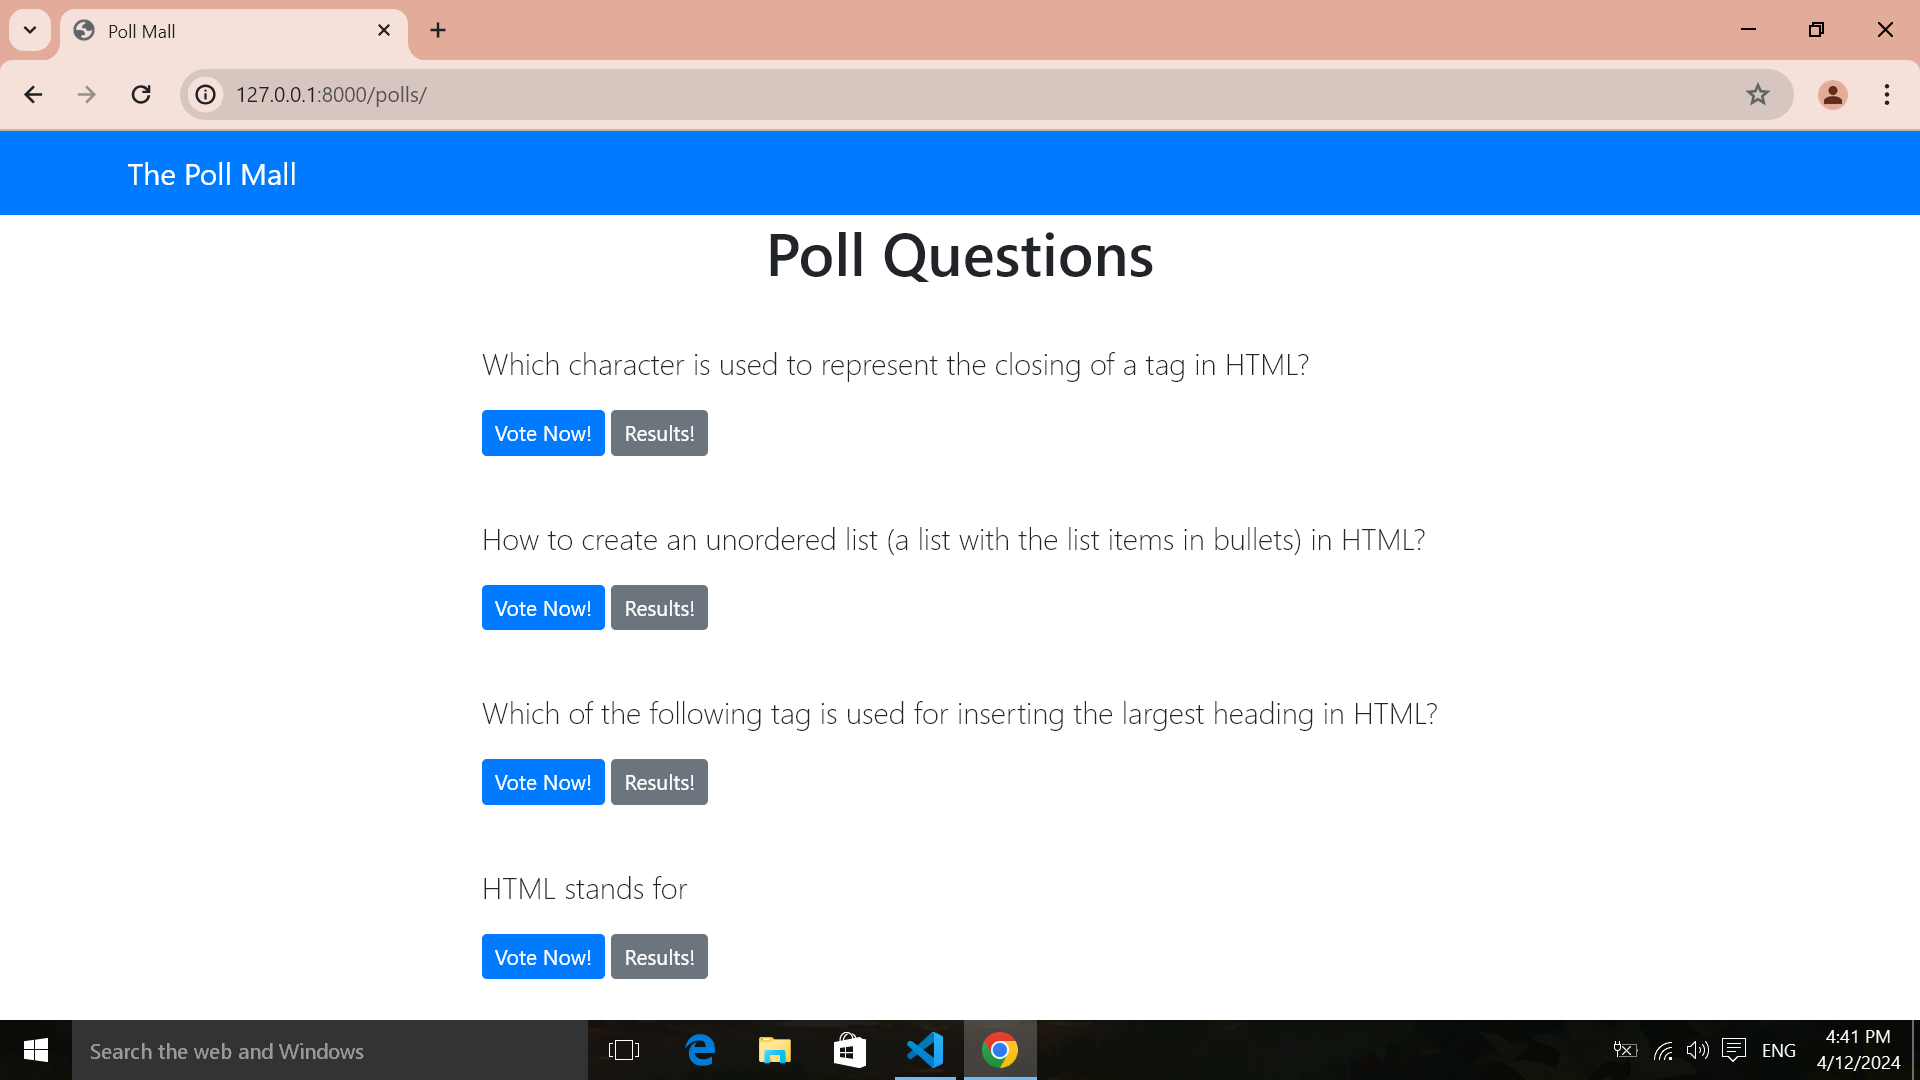 Poll Mall
127.0.0.1:8000/polls/
The Poll Mall
Poll Questions
Which character is used to represent the closing of a tag in HTML?
Vote Now! Results!
How to create an unordered list (a list with the list items in bullets) in HTML?
Vote Now! Results!
Which of the following tag is used for inserting the largest heading in HTML?
Vote Now! Results!
HTML stands for
Vote Now! Results!
Search the web and Windows
ENG
4:41 PM
4/12/2024